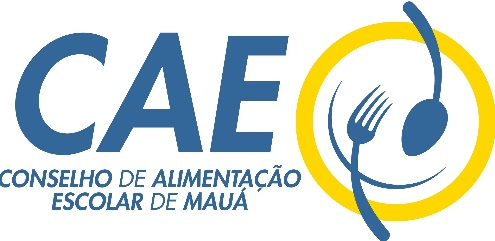 CAE
CONSELHO DE ALIMENTAÇÃO
ESCOLAR DE MAUÁ